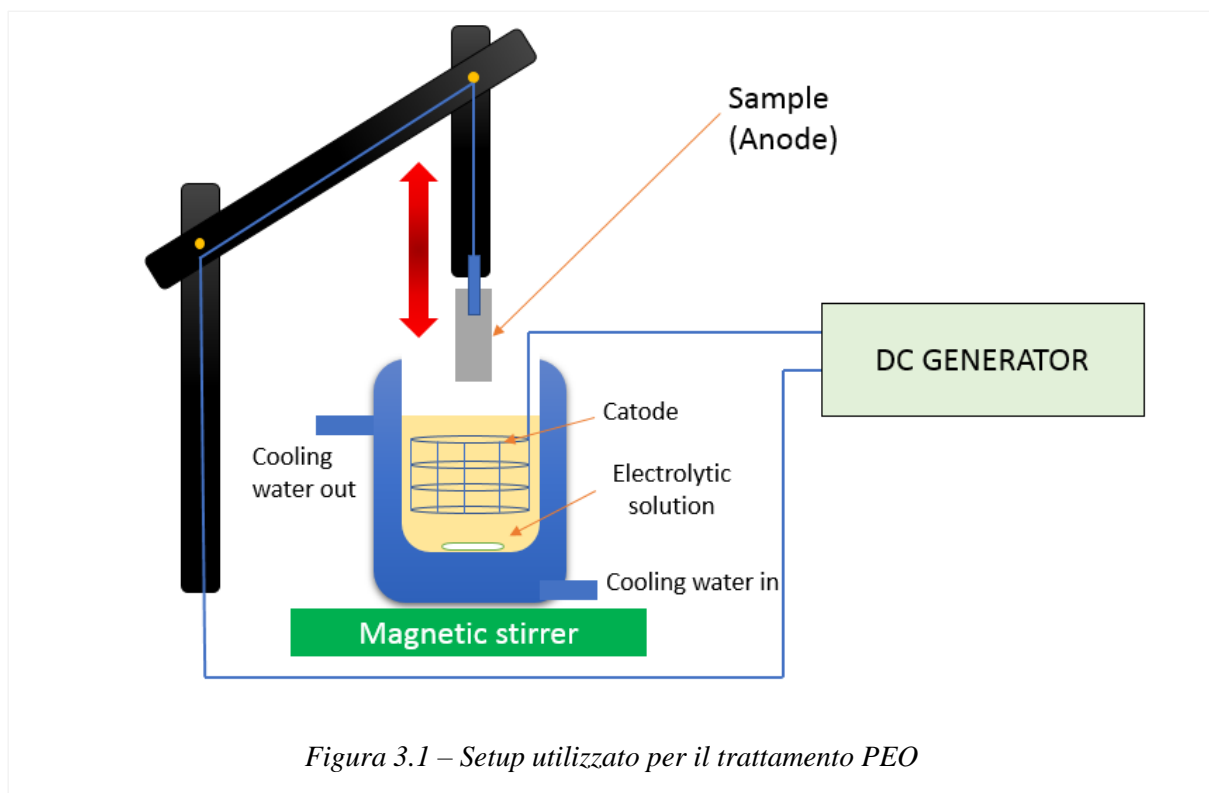 Sample
(Anode)
DC GENERATOR
Catode
Cooling
water out
Electrolytic
solution
Cooling water in
Magnetic stirrer
Figura 3.1 – Setup utilizzato per il trattamento PEO